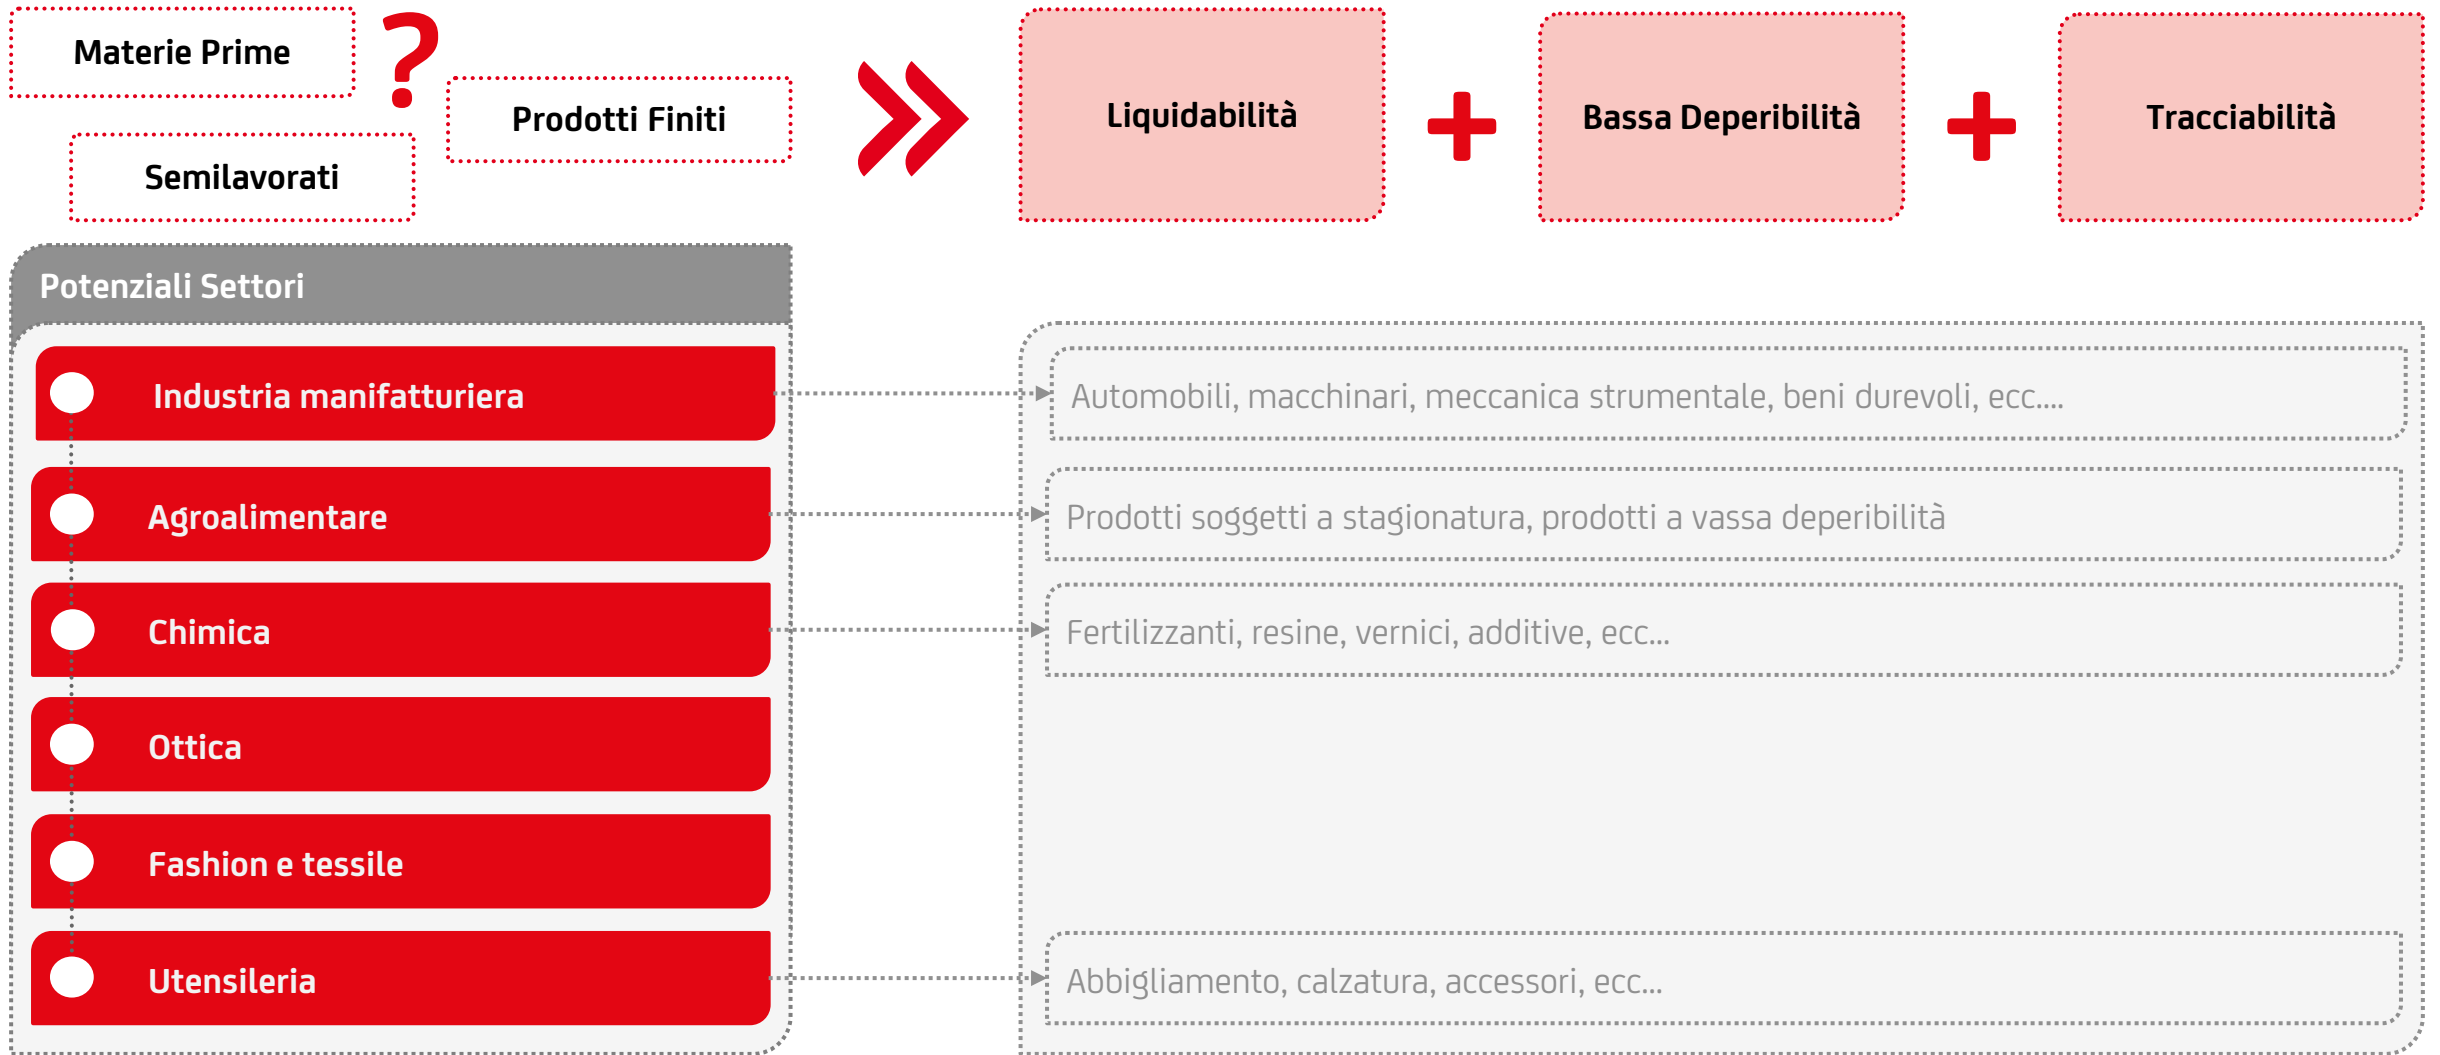 Materie Prime
?
Prodotti Finiti
Semilavorati
Liquidabilità
+
Bassa Deperibilità
+
Tracciabilità
Potenziali Settori
Industria manifatturiera
Automobili, macchinari, meccanica strumentale, beni durevoli, ecc....
Agroalimentare
Prodotti soggetti a stagionatura, prodotti a vassa deperibilità
Chimica
Fertilizzanti, resine, vernici, additive, ecc...
Ottica
Fashion e tessile
Utensileria
Abbigliamento, calzatura, accessori, ecc...